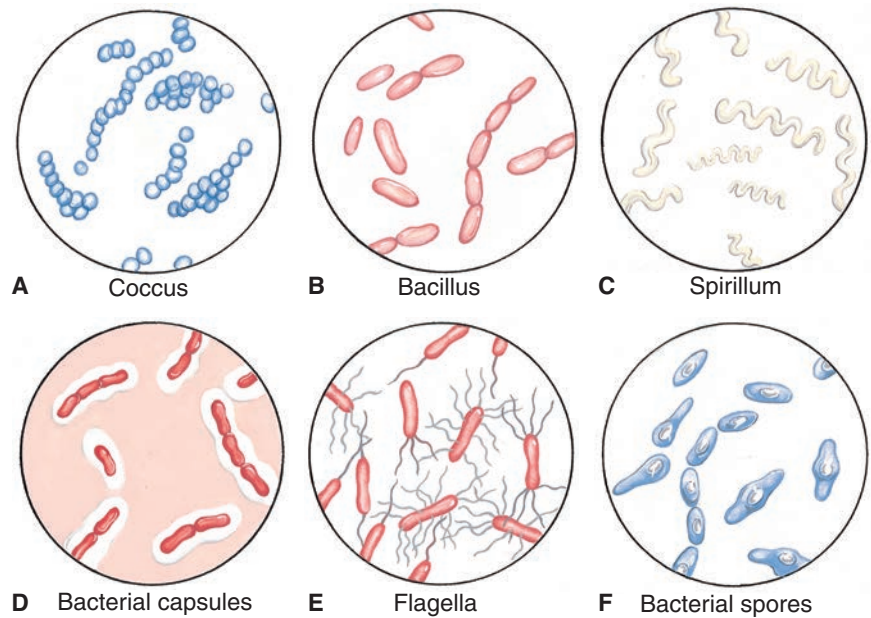 A Coccus
B Bacillus
C Spirillum
D Bacterial capsules
E Flagella
F Bacterial spores